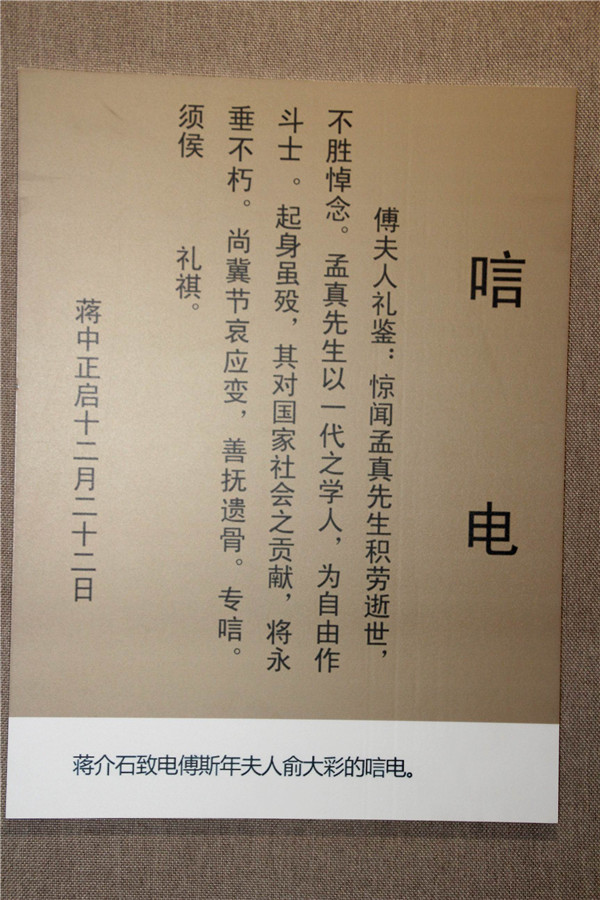 唁电
傅夫人礼鉴：惊闻孟真先生积劳逝世，
不胜悼念。孟真先生以一代之学人，为自由作
斗士。起身虽殁，其对国家社会之贡献，将永
垂不朽。尚冀节哀应变，善抚遗骨。专唁。
须侯 礼祺。
蒋中正启十二月二十二日
蒋介石致电傅斯年夫人俞大彩的唁电。